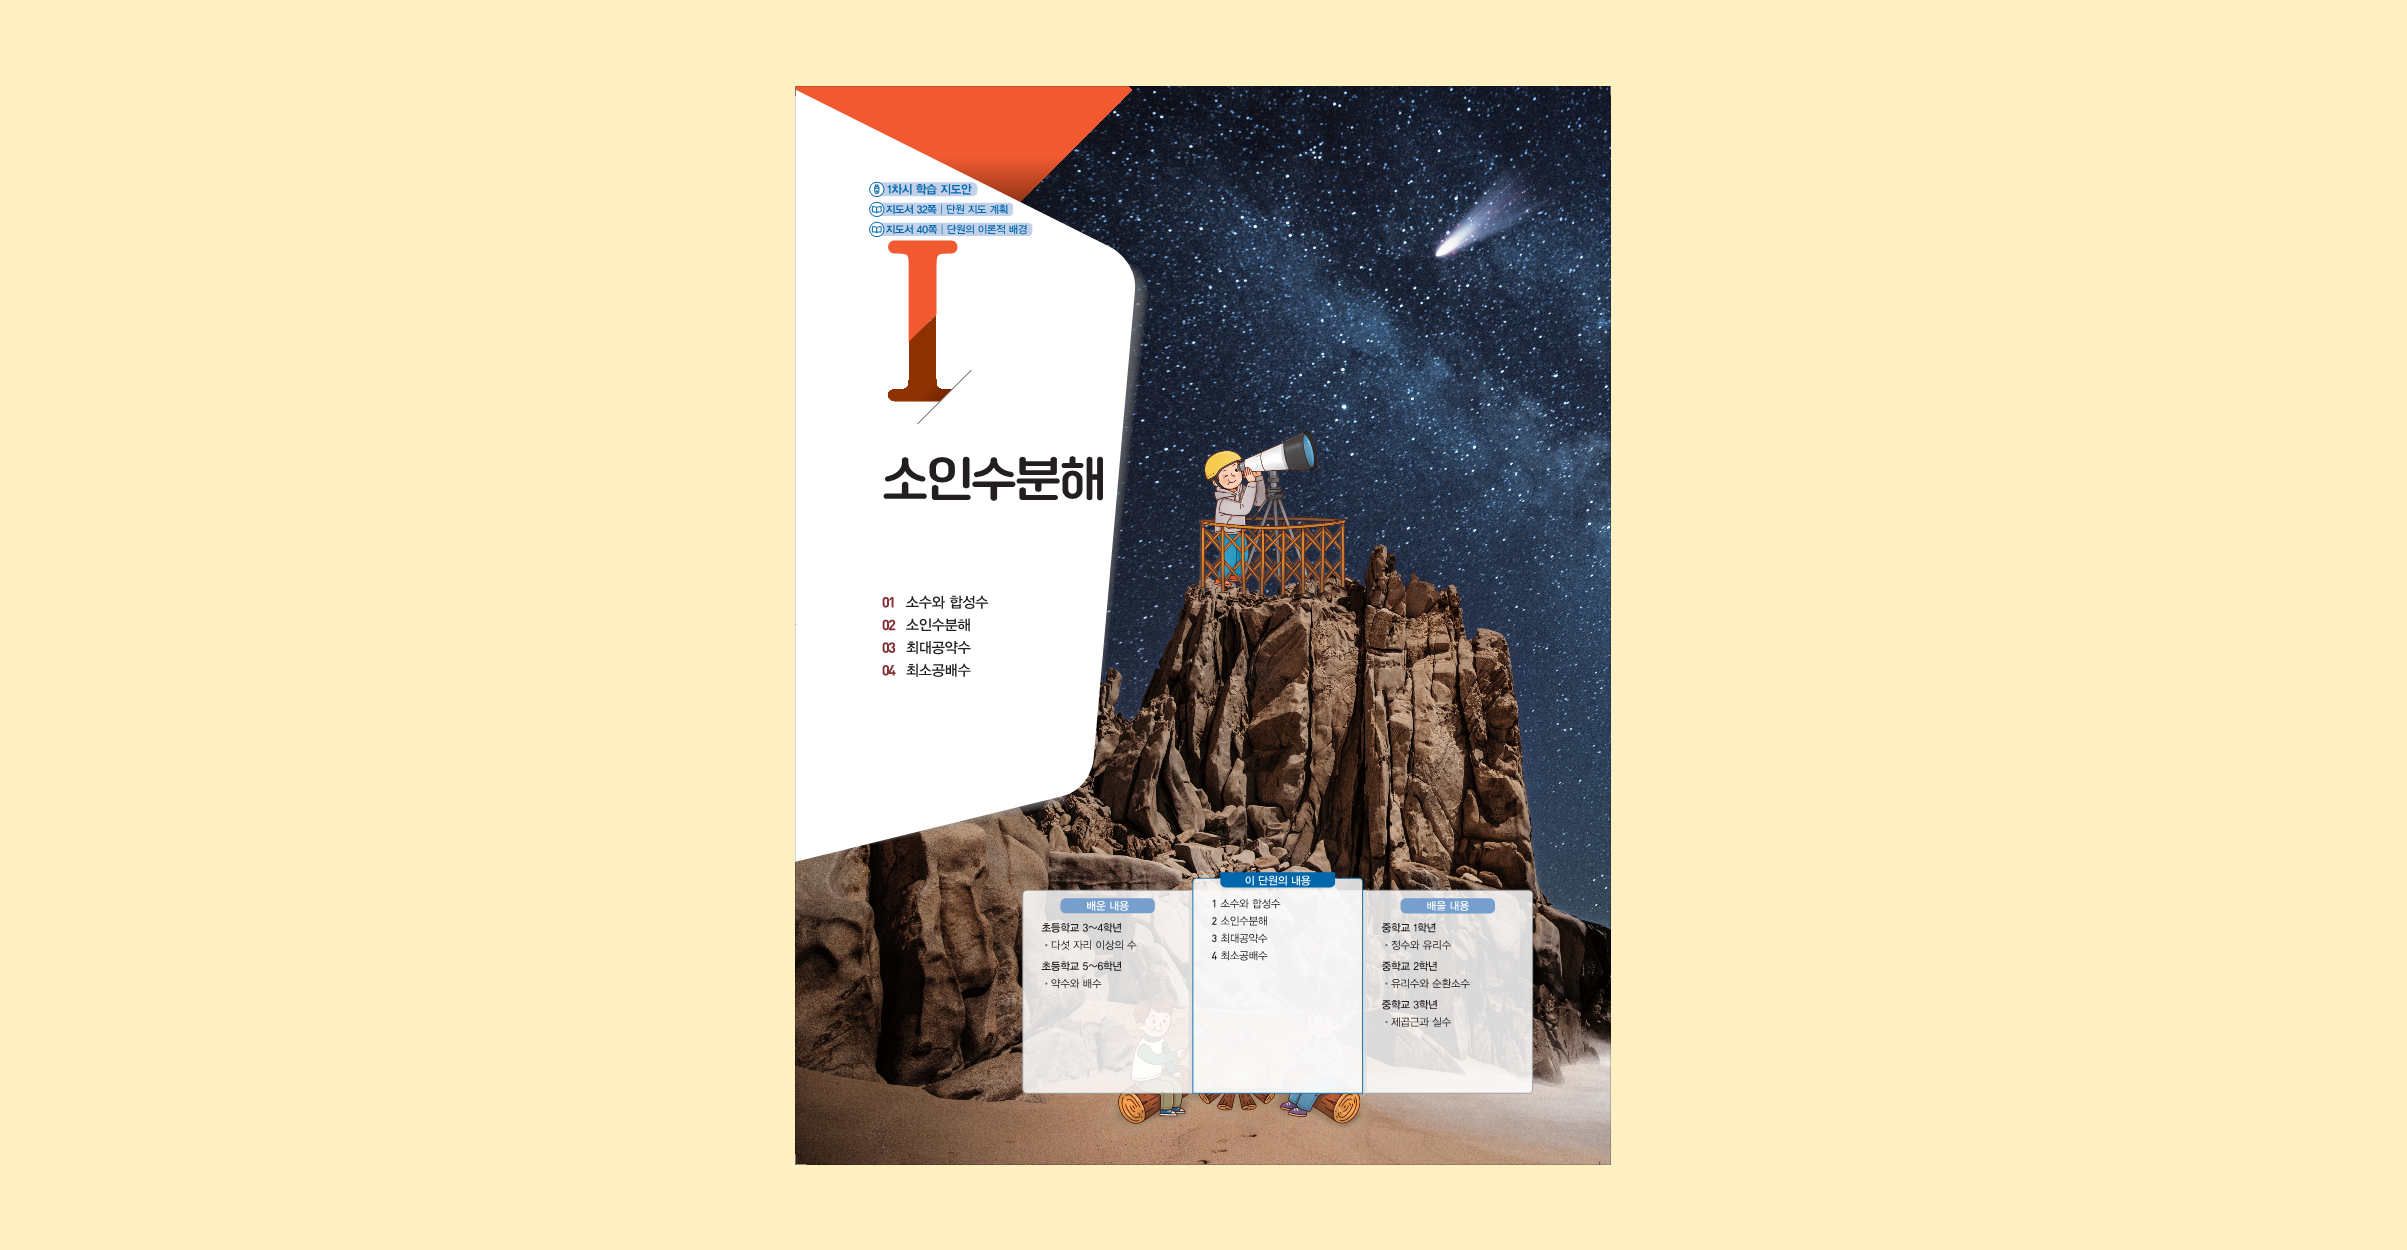 1차시 학습 지도안
지도서 32쪽 | 단원 지도 계획
지도서 40쪽 | 단원의 이론적 배경
I
소인수분해
01 소수와 합성수
02 소인수분해
03 최대공약수
04 최소공배수
배운 내용
초등학교 3~4학년
• 다섯 자리 이상의 수
초등학교 5~6학년
• 약수와 배수
이 단원의 내용
1 소수와 합성수
2 소인수분해
3 최대공약수
4 최소공배수
배울 내용
중학교 1학년
• 정수와 유리수
중학교 2학년
• 유리수와 순환소수
중학교 3학년
• 제곱근과 실수